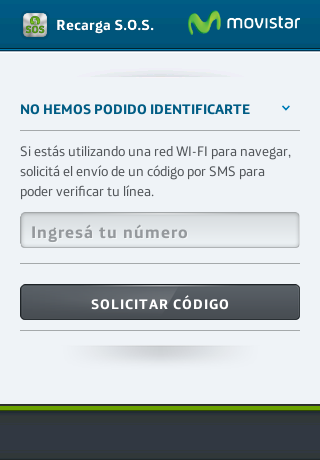 SOS
Recarga S.O.S.
movistar
NO HEMOS PODIDO IDENTIFICARTE
Si estás utilizando una red WI-FI para navegar,
solicitá el envío de un código por SMS para
poder verificar tu línea.
Ingresá tu número
SOLICITAR CÓDIGO